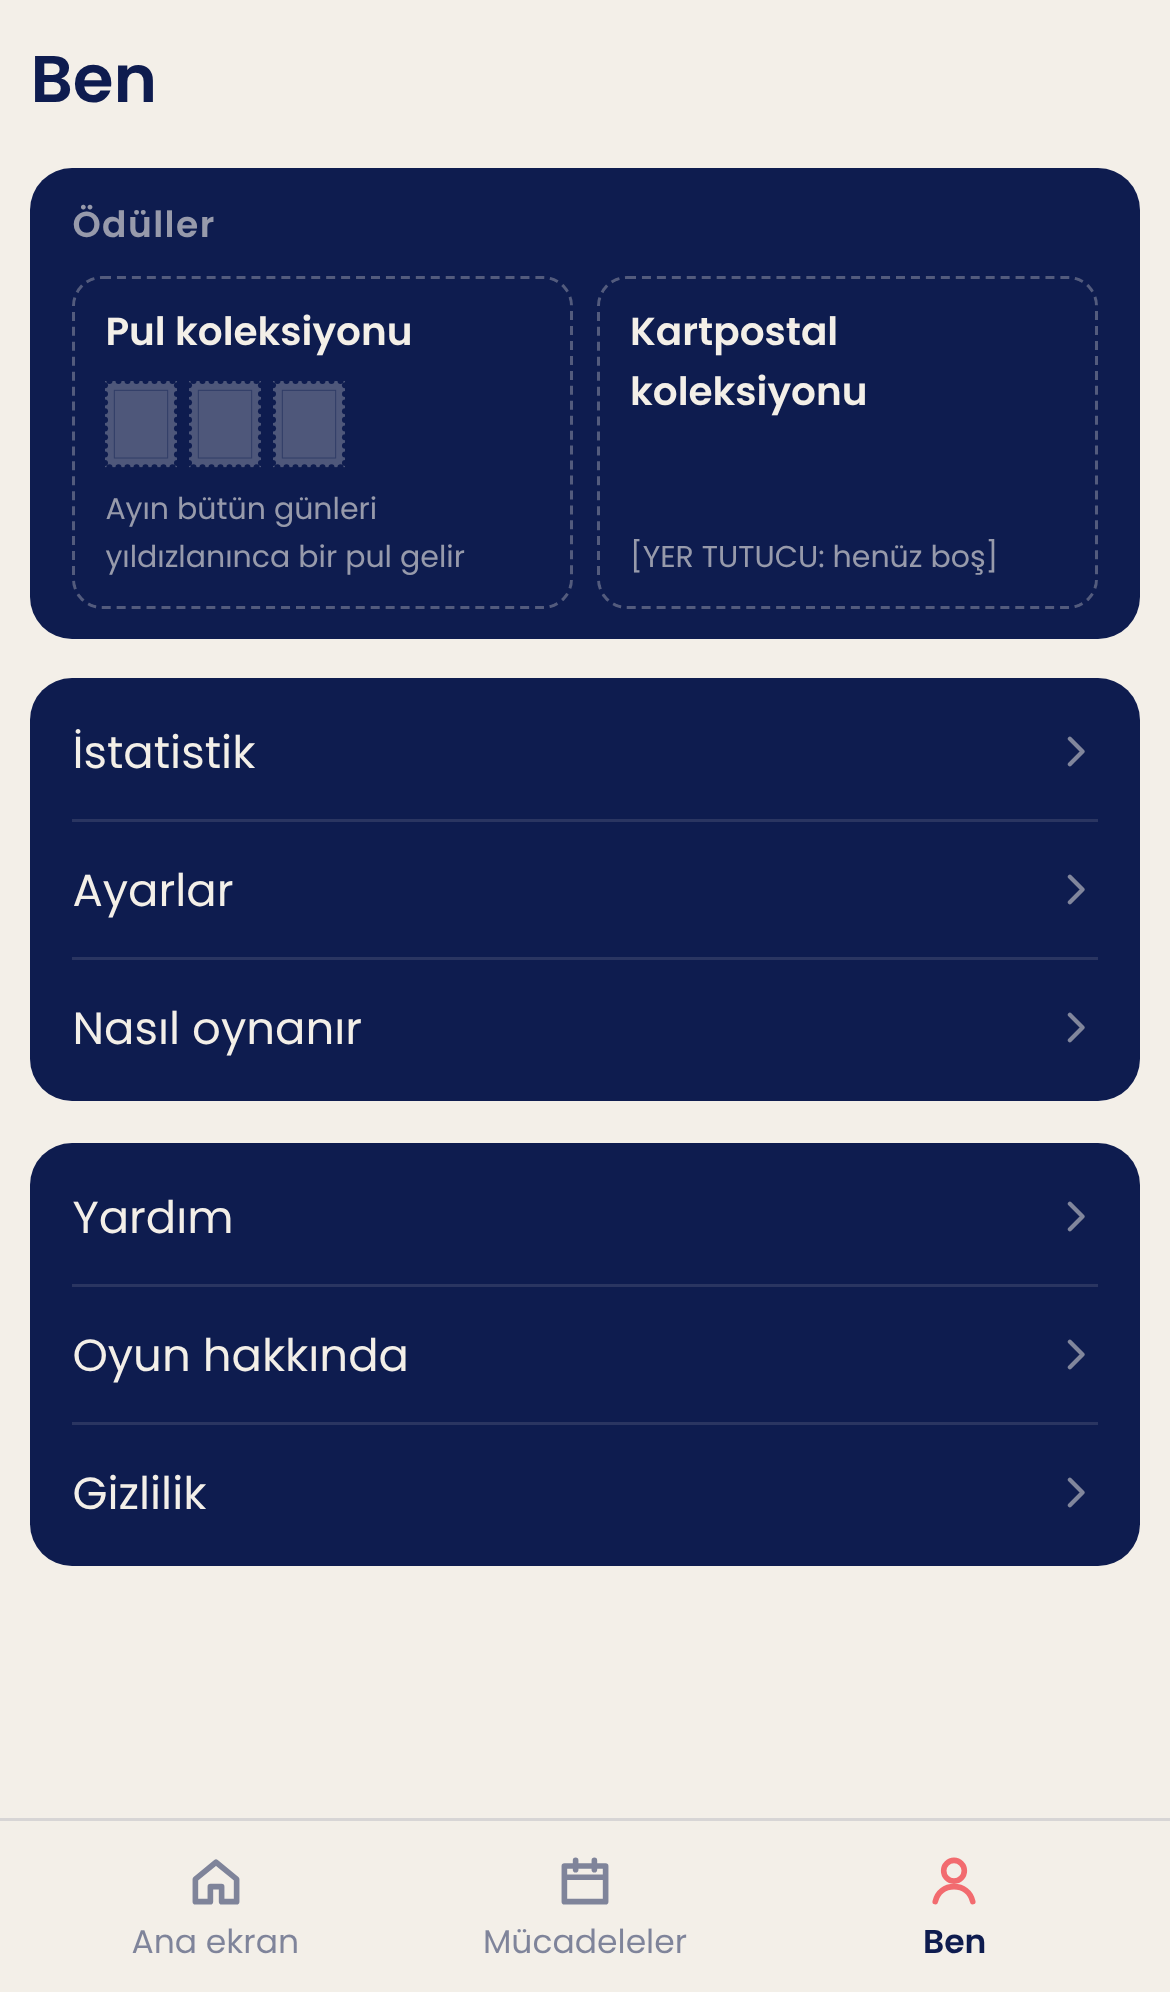 Ben
Ödüller
Pul koleksiyonu
Ayın bütün günleri
yıldızlanınca bir pul gelir
Kartpostal
koleksiyonu
[YER TUTUCU: henüz boş]
İstatistik
Ayarlar
Nasıl oynanır
Yardım
Oyun hakkında
Gizlilik
Ana ekran
Mücadeleler
Ben